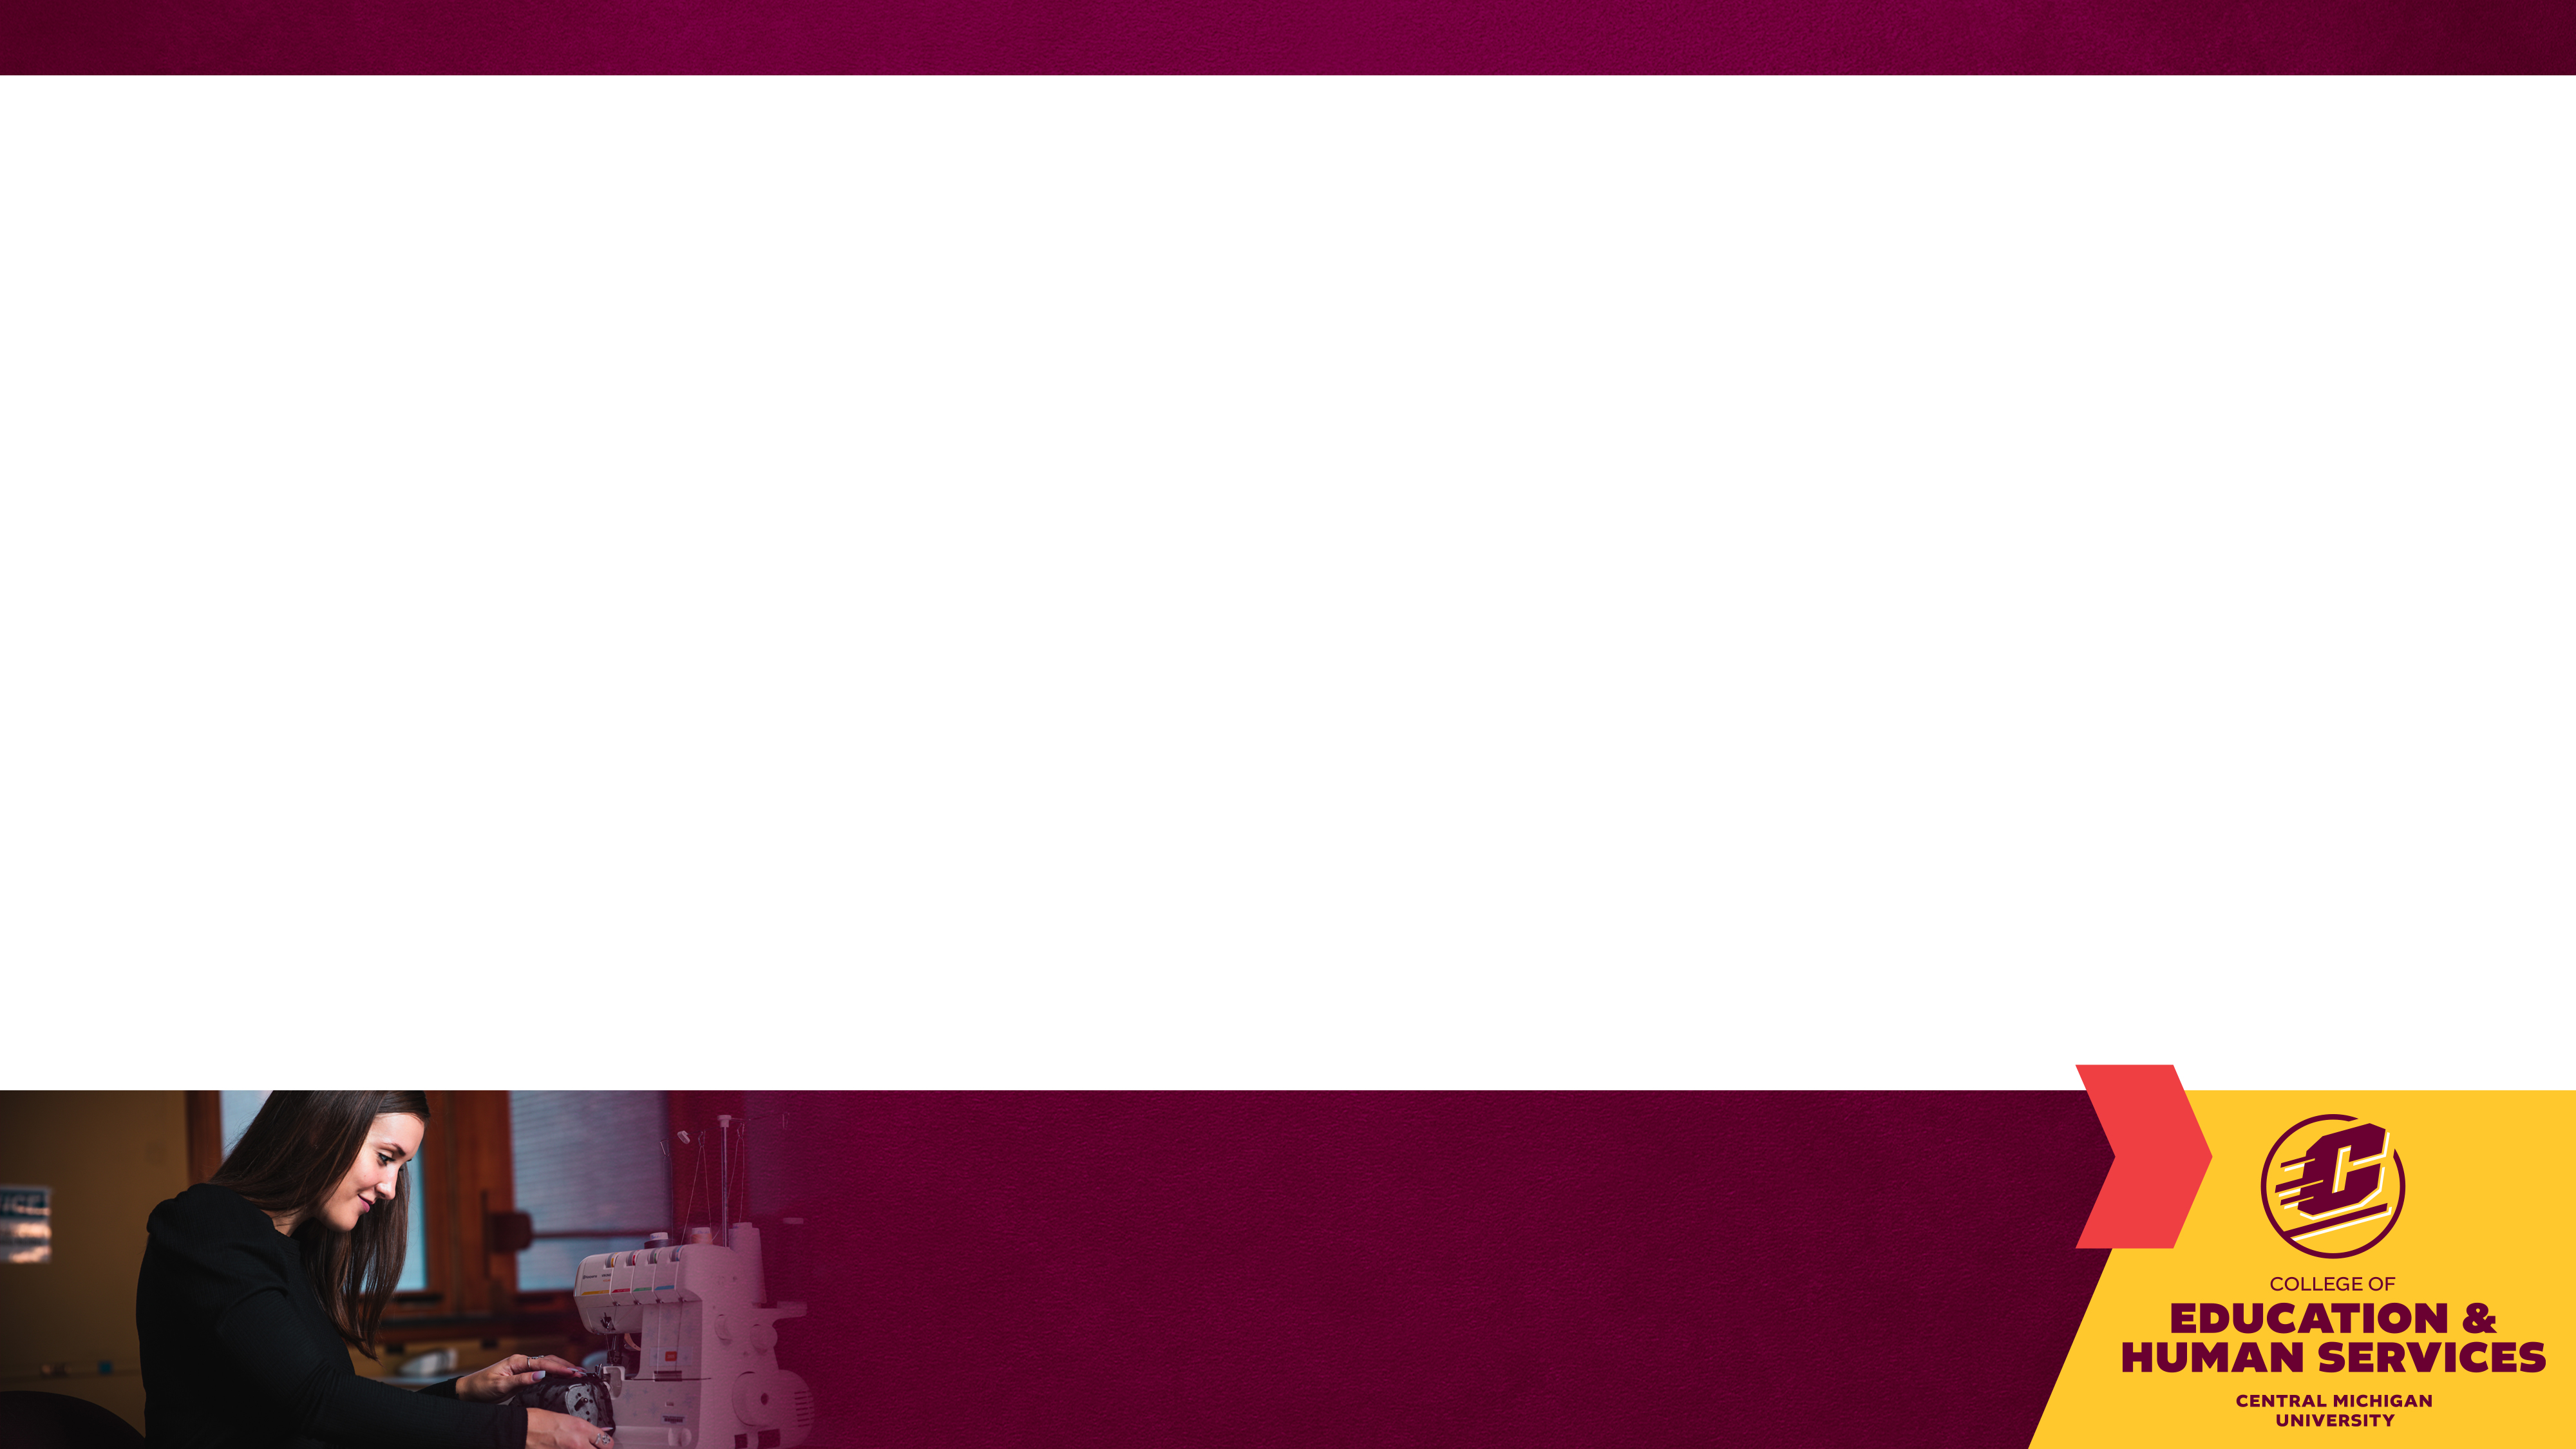 COLLEGE OF
EDUCATION &
HUMAN SERVICES
CENTRAL MICHIGAN
UNIVERSITY